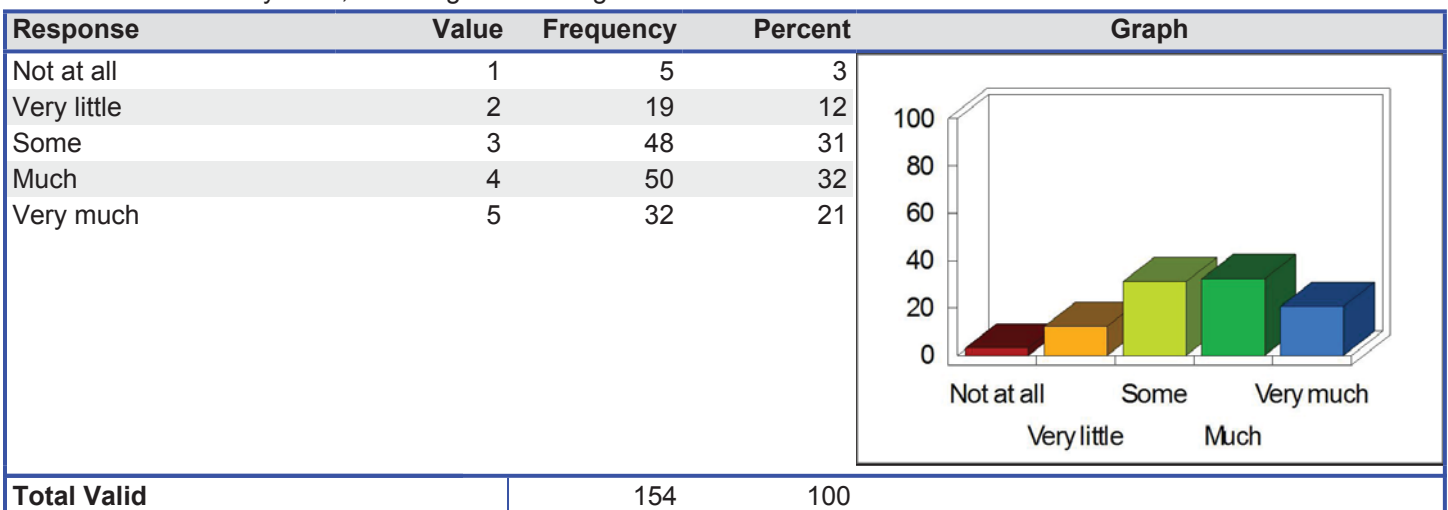 Response Value Frequency Percent Graph
Not at all 1 5 3
Very little 2 19 12
Some 3 48 31
Much 4 50 32
Very much 5 32 21
100
80
60
40
20
0
Not at all Some Very much
Very little Much
Total Valid 154 100